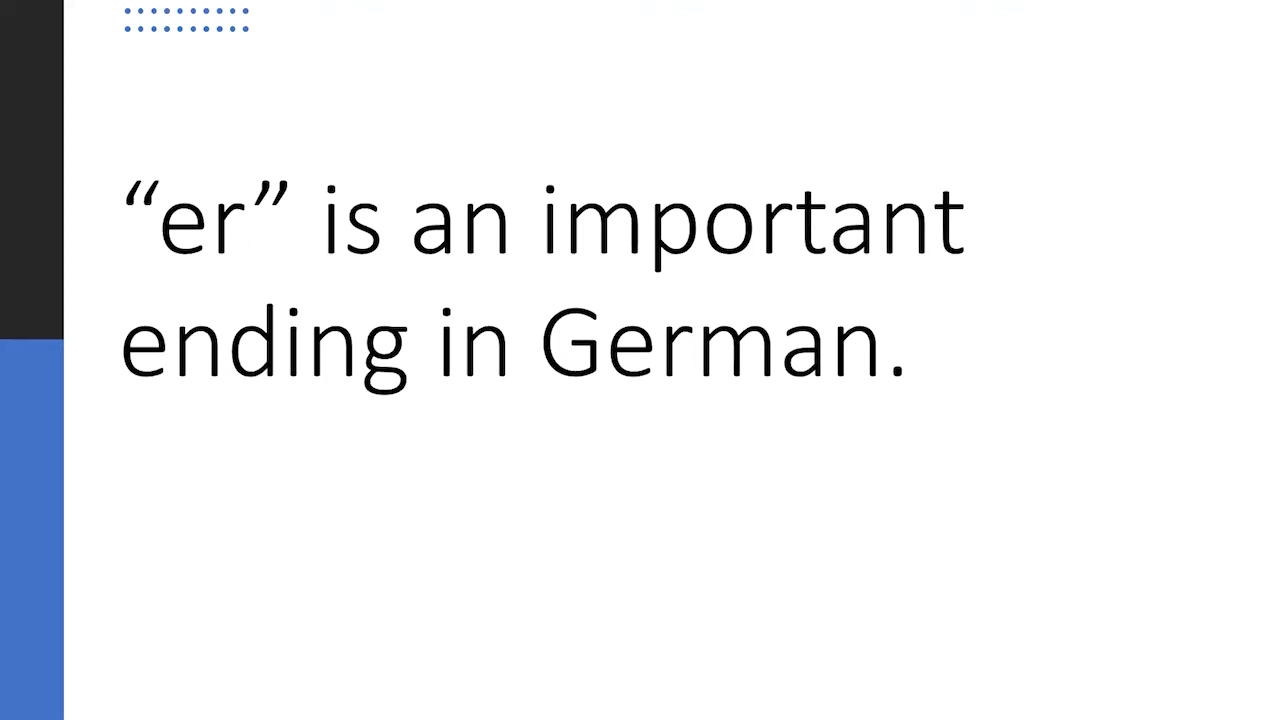 “er” is an important
ending in German.